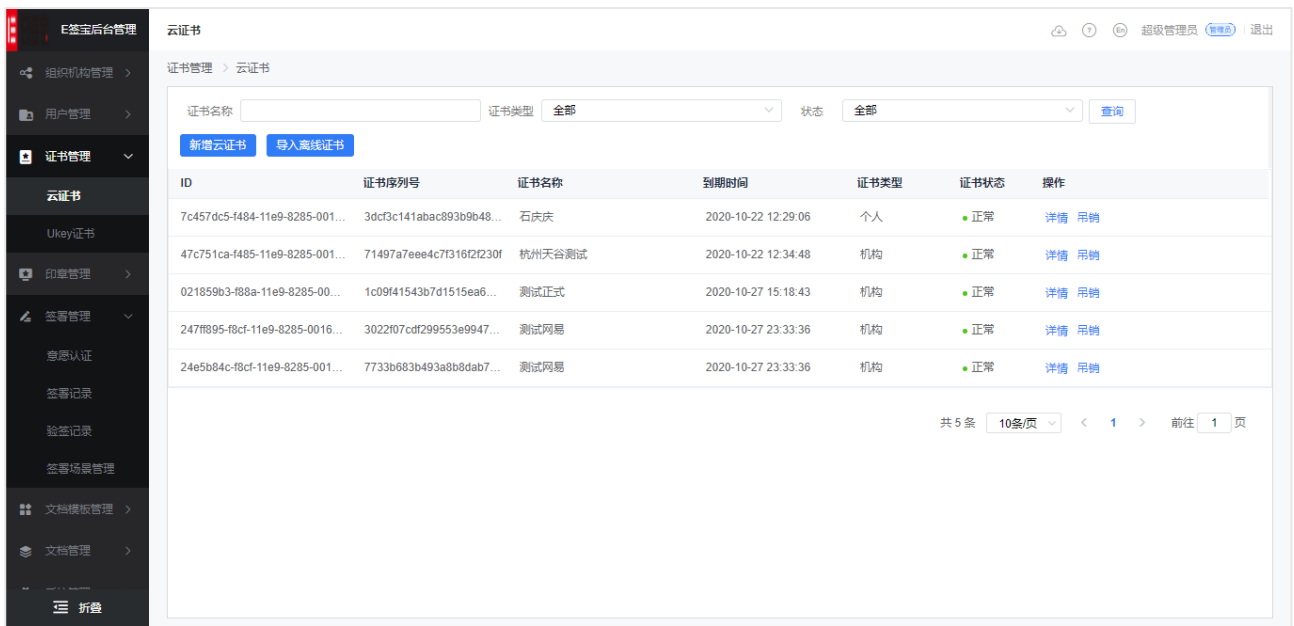 E签宝后台管理
云证书
En 超级管理员 管理员 退出
组织机构管理
用户管理
证书管理
云证书
Ukey证书
印章管理
签署管理
意愿认证
签署记录
验签记录
签署场景管理
文档模板管理
文档管理
折叠
证书管理 > 云证书
证书名称 证书类型 全部 状态 全部 查询
新增云证书 导入离线证书
ID 证书序列号 证书名称 到期时间 证书类型 证书状态 操作
7c457dc5-f484-11e9-8285-001... 3dcf3c141abac893b9b48... 石庆庆 2020-10-22 12:29:06 个人 正常 详情 吊销
47c751ca-f485-11e9-8285-001... 71497a7eee4c7f316f2f230f 杭州天谷测试 2020-10-22 12:34:48 机构 正常 详情 吊销
021859b3-f88a-11e9-8285-00... 1c09f41543b7d1515ea6... 测试正式 2020-10-27 15:18:43 机构 正常 详情 吊销
247ff895-f8cf-11e9-8285-0016... 3022f07cdf299553e9947... 测试网易 2020-10-27 23:33:36 机构 正常 详情 吊销
24e5b84c-f8cf-11e9-8285-001... 7733b683b493a8b8dab7... 测试网易 2020-10-27 23:33:36 机构 正常 详情 吊销
共 5 条 10条/页 < 1 > 前往 1 页